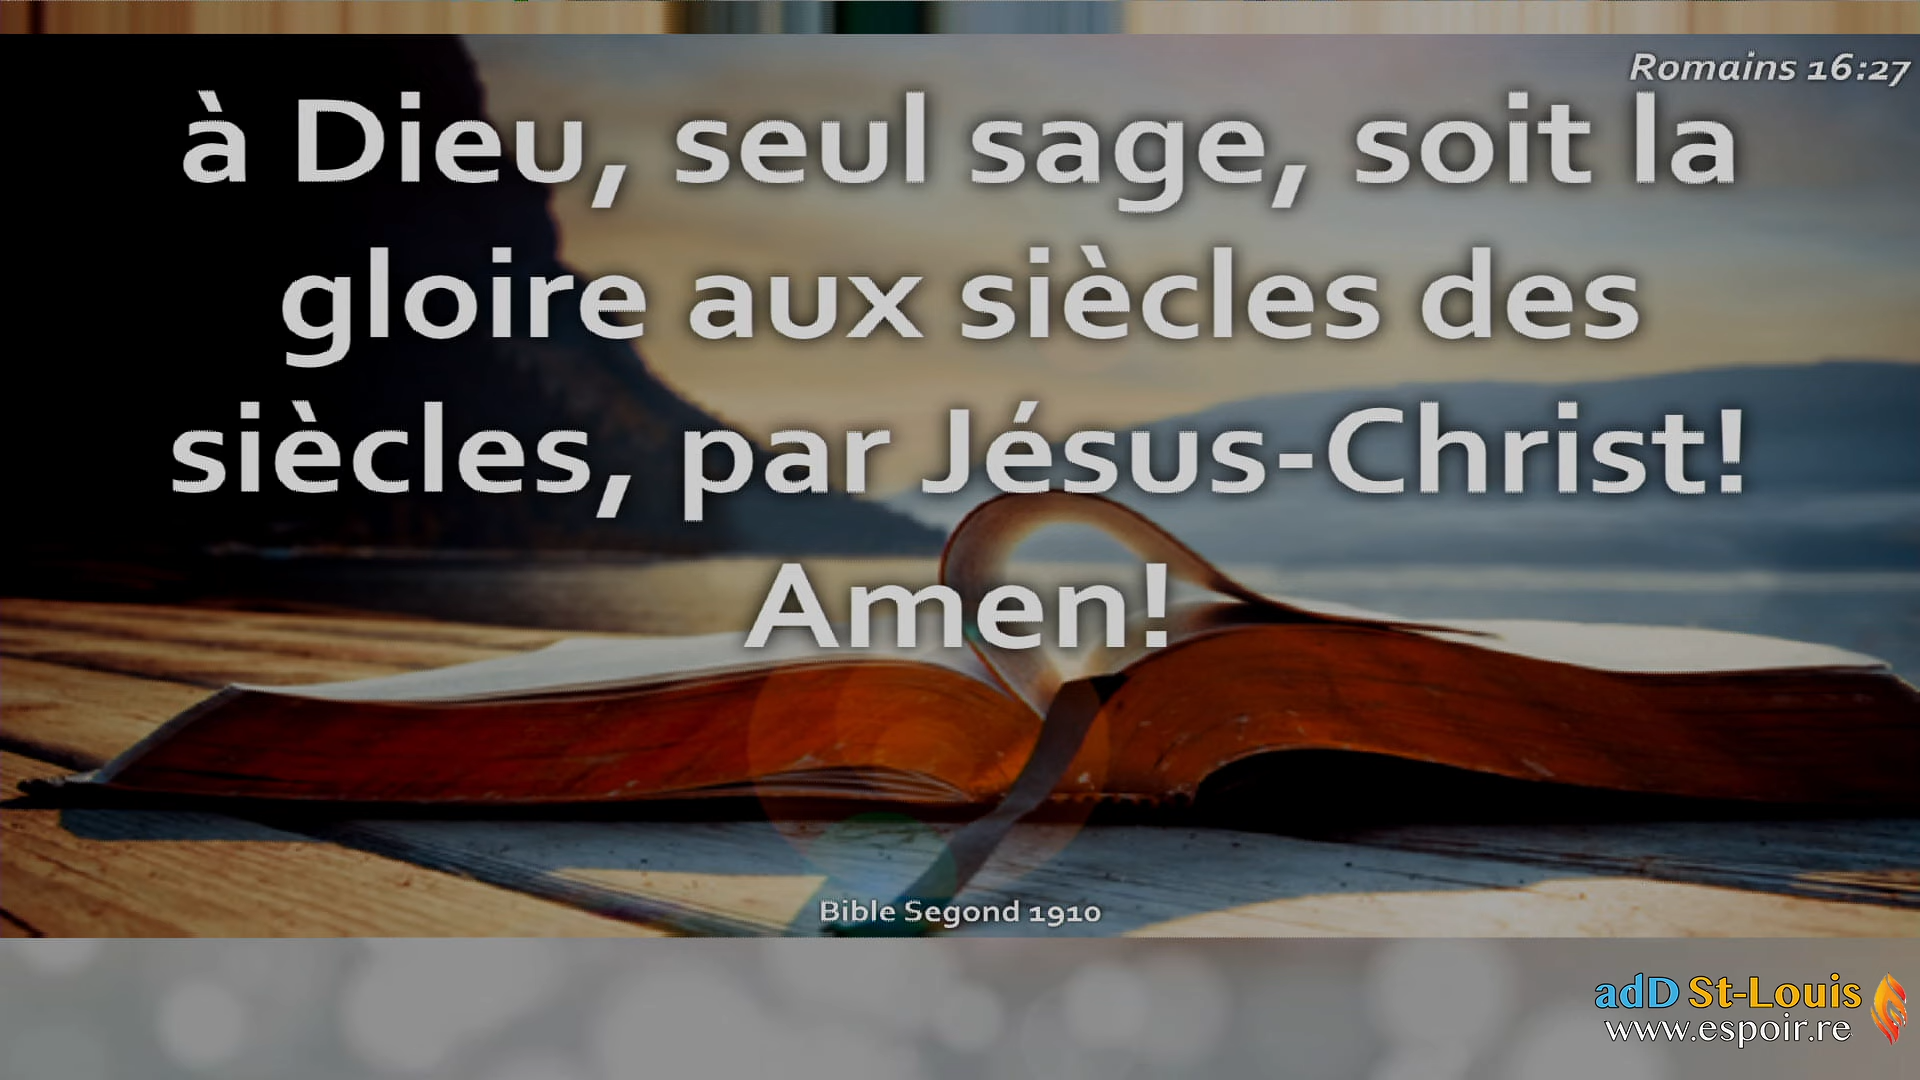 Romains 16:27
à Dieu, seul sage, soit la
gloire aux siècles des
siècles, par Jésus-Christ!
Amen!
Bible Segond 1910
adD St-Louis
www.espoir.re